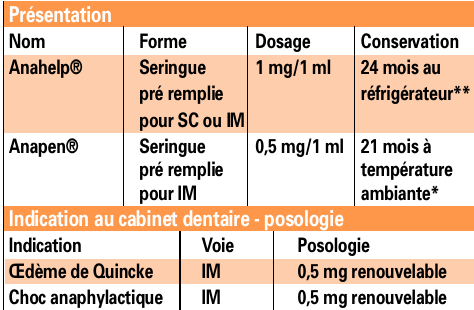 Présentation
Nom Forme Dosage Conservation
Anahelp® Seringue 1 mg/1 ml 24 mois au
pré remplie réfrigérateur**
pour SC ou IM
Anapen® Seringue 0,5 mg/1 ml 21 mois à
pré remplie température
pour IM ambiante*
Indication au cabinet dentaire - posologie
Indication Voie Posologie
Œdème de Quincke IM 0,5 mg renouvelable
Choc anaphylactique IM 0,5 mg renouvelable